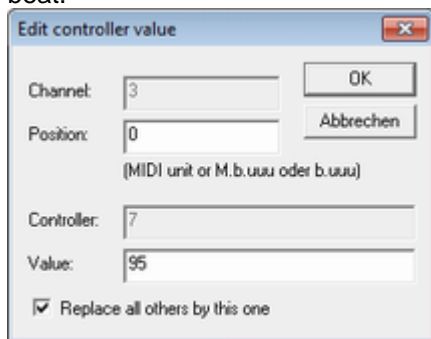 Edit controller value
Channel: 3 OK
Position: 0 Abbrechen
(MIDI unit or M.b.uuu oder b.uuu)
Controller: 7
Value: 95
Replace all others by this one